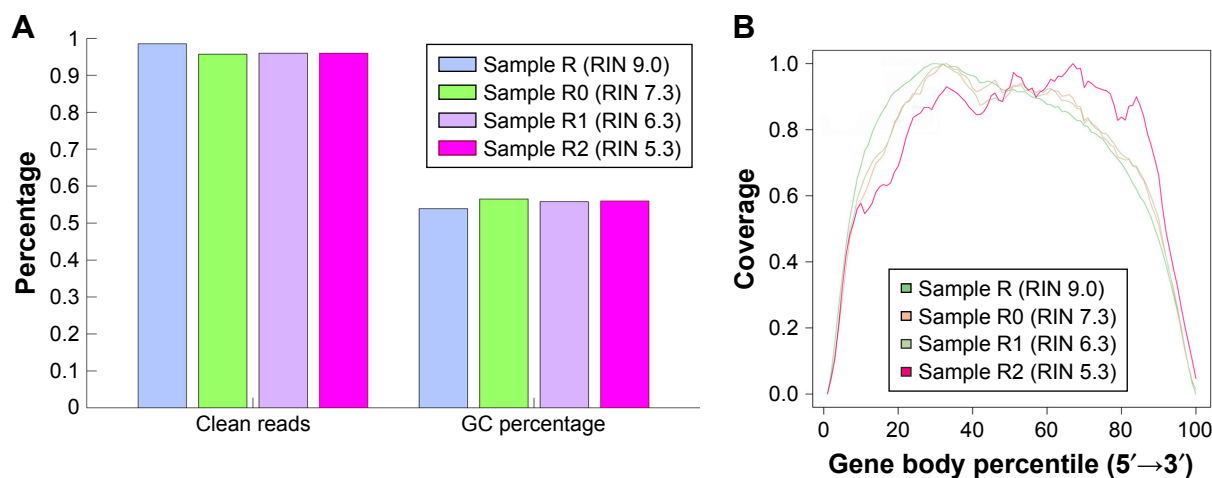 A
Percentage
1
0.9
0.8
0.7
0.6
0.5
0.4
0.3
0.2
0.1
0
Clean reads
GC percentage
Sample R (RIN 9.0)
Sample R0 (RIN 7.3)
Sample R1 (RIN 6.3)
Sample R2 (RIN 5.3)
B
Coverage
1.0
0.8
0.6
0.4
0.2
0.0
Sample R (RIN 9.0)
Sample R0 (RIN 7.3)
Sample R1 (RIN 6.3)
Sample R2 (RIN 5.3)
0 20 40 60 80 100
Gene body percentile (5′→3′)